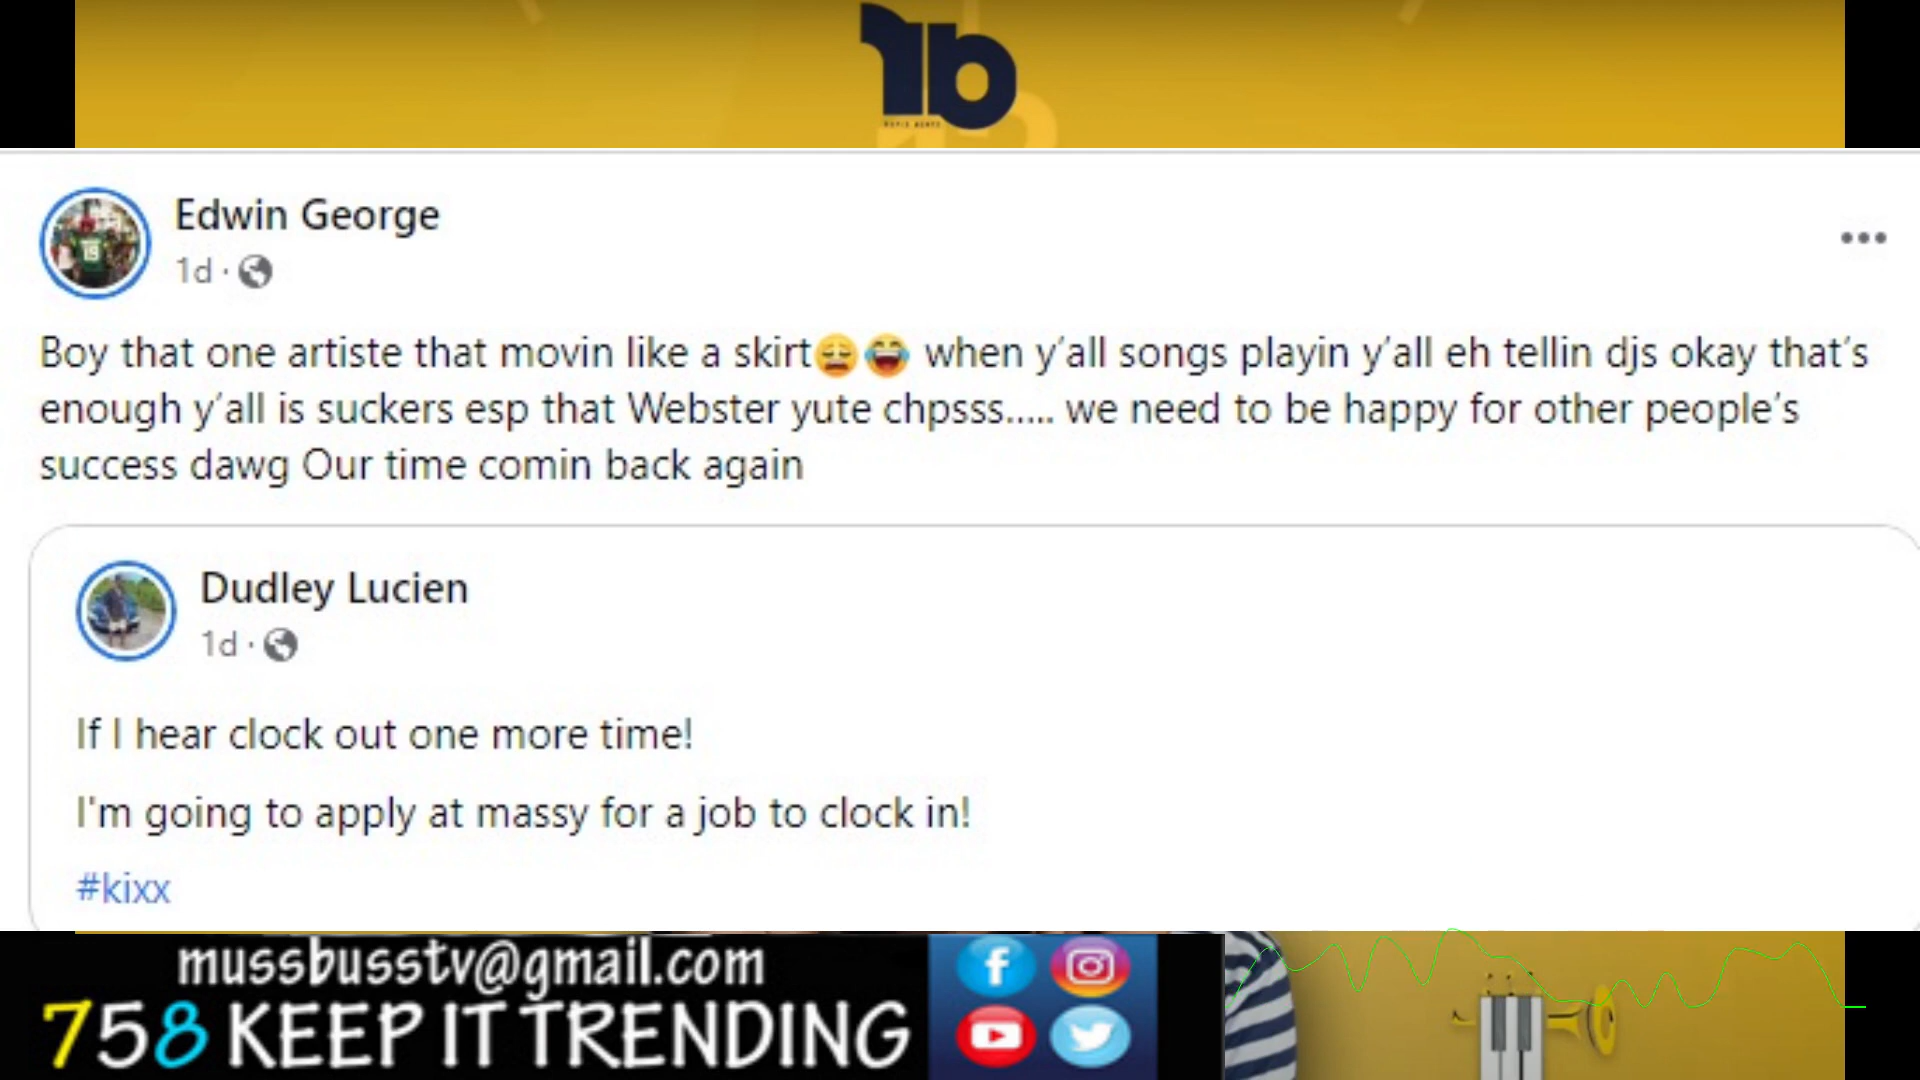 1b
Edwin George
1d ·
Boy that one artiste that movin like a skirt😩😂 when y'all songs playin y'all eh tellin djs okay that's
enough y'all is suckers esp that Webster yute chpsss..... we need to be happy for other people's
success dawg Our time comin back again
Dudley Lucien
1d ·
If I hear clock out one more time!
I'm going to apply at massy for a job to clock in!
#kixx
mussbusstv@gmail.com
758 KEEP IT TRENDING